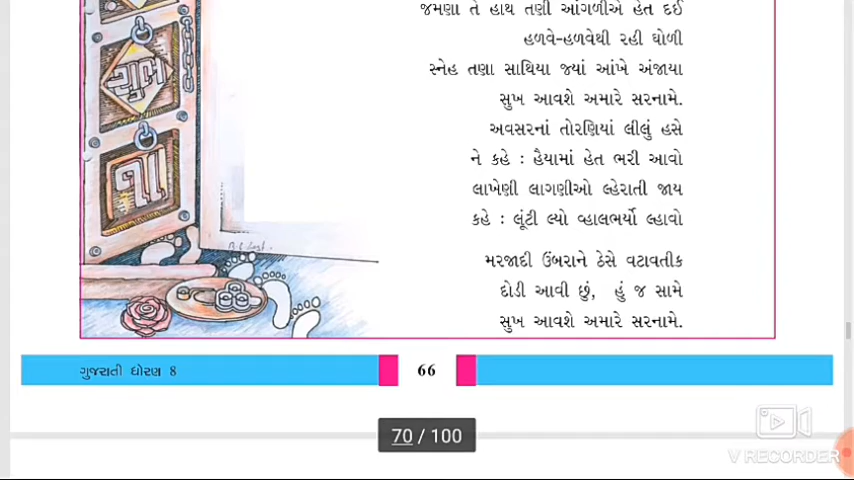 જમણા તે હાથ તણી આંગળીએ હેત દઈ
હળવે-હળવેથી રહી ઘોળી
સ્નેહ તણા સાથિયા જ્યાં આંખે અંજાયા
સુખ આવશે અમારે સરનામે.
અવસરનાં તોરણિયાં લીલું હસે
ને કહે : હૈયામાં હેત ભરી આવો
લાખેણી લાગણીઓ લ્હેરાતી જાય
કહે : લૂંટી લ્યો વ્હાલભર્યો લ્હાવો
મરજાદી ઉંબરાને ઠેસે વટાવતીક
દોડી આવી છું, હું જ સામે
સુખ આવશે અમારે સરનામે.
શુભ
લા
ગુજરાતી ધોરણ 8
66
70 / 100
V RECORDER